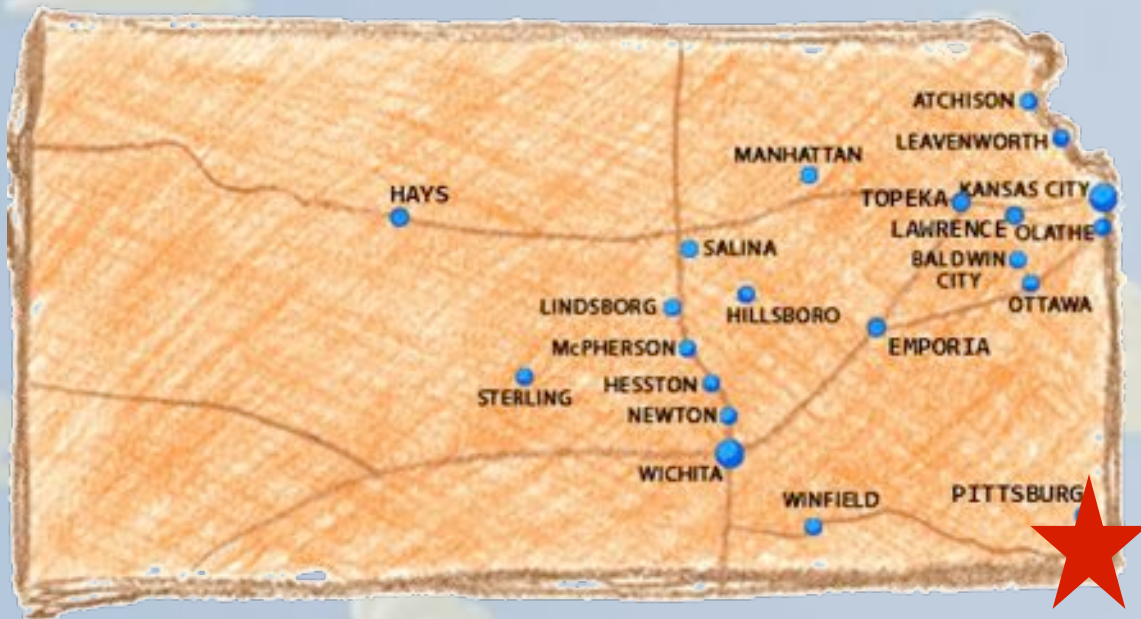 ATCHISON
LEAVENWORTH
MANHATTAN
HAYS
TOPEKA
KANSAS CITY
LAWRENCE
OLATHE
SALINA
BALDWIN
CITY
LINDSBORG
HILLSBORO
OTTAWA
McPHERSON
EMPORIA
STERLING
HESSTON
NEWTON
WICHITA
WINFIELD
PITTSBURG